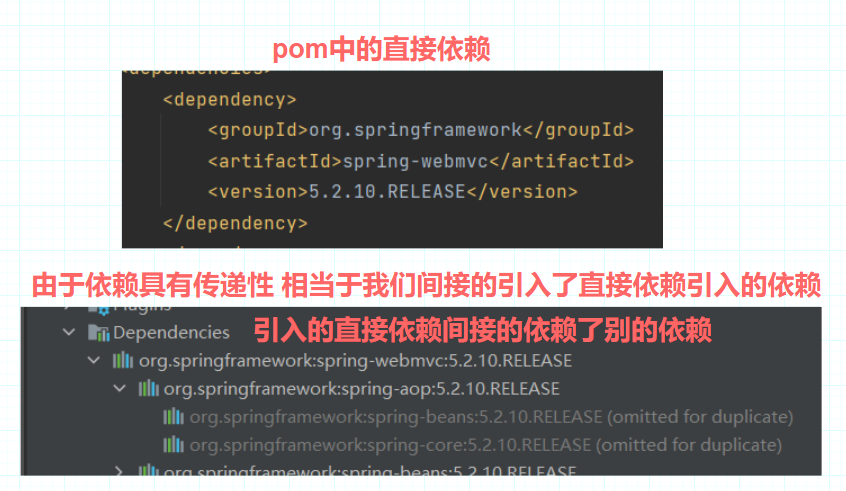 pom中的直接依赖
<dependencies>
<dependency>
<groupId>org.springframework</groupId>
<artifactId>spring-webmvc</artifactId>
<version>5.2.10.RELEASE</version>
</dependency>
由于依赖具有传递性 相当于我们间接的引入了直接依赖引入的依赖
Plugins
Dependencies
引入的直接依赖间接的依赖了别的依赖
org.springframework:spring-webmvc:5.2.10.RELEASE
org.springframework:spring-aop:5.2.10.RELEASE
org.springframework:spring-beans:5.2.10.RELEASE (omitted for duplicate)
org.springframework:spring-core:5.2.10.RELEASE (omitted for duplicate)
org.springframework:spring-beans:5.2.10.RELEASE